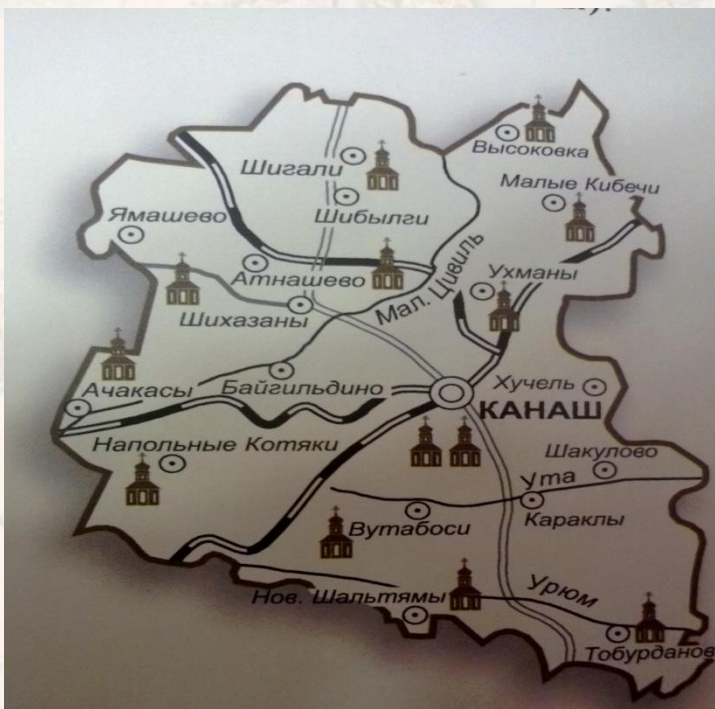 Высоковка
Шигали
Малые Кибечи
Шибылги
Ямашево
Мал. Цивиль
Ухманы
Атнашево
Шихазаны
Ачакасы
Байгильдино
Хучель
КАНАШ
Напольные Котяки
Шакулово
Ута
Вутабоси
Караклы
Нов. Шальтямы
Урюм
Тобурданов